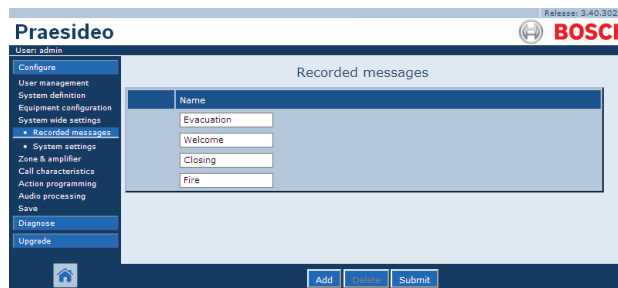 Release: 3.40.302
Praesideo
BOSCH
User: admin
Configure
User management
System definition
Equipment configuration
System wide settings
• Recorded messages
• System settings
Zone & amplifier
Call characteristics
Action programming
Audio processing
Save
Diagnose
Upgrade
Recorded messages
Name
Evacuation
Welcome
Closing
Fire
Add Delete Submit